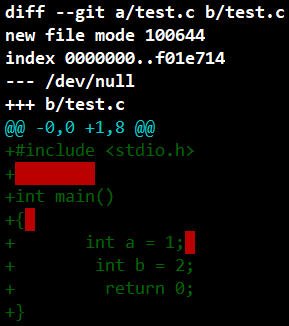 diff --git a/test.c b/test.c
new file mode 100644
index 0000000..f01e714
--- /dev/null
+++ b/test.c
@@ -0,0 +1,8 @@
+#include <stdio.h>
+
+int main()
+{
+       int a = 1;
+        int b = 2;
+         return 0;
+}